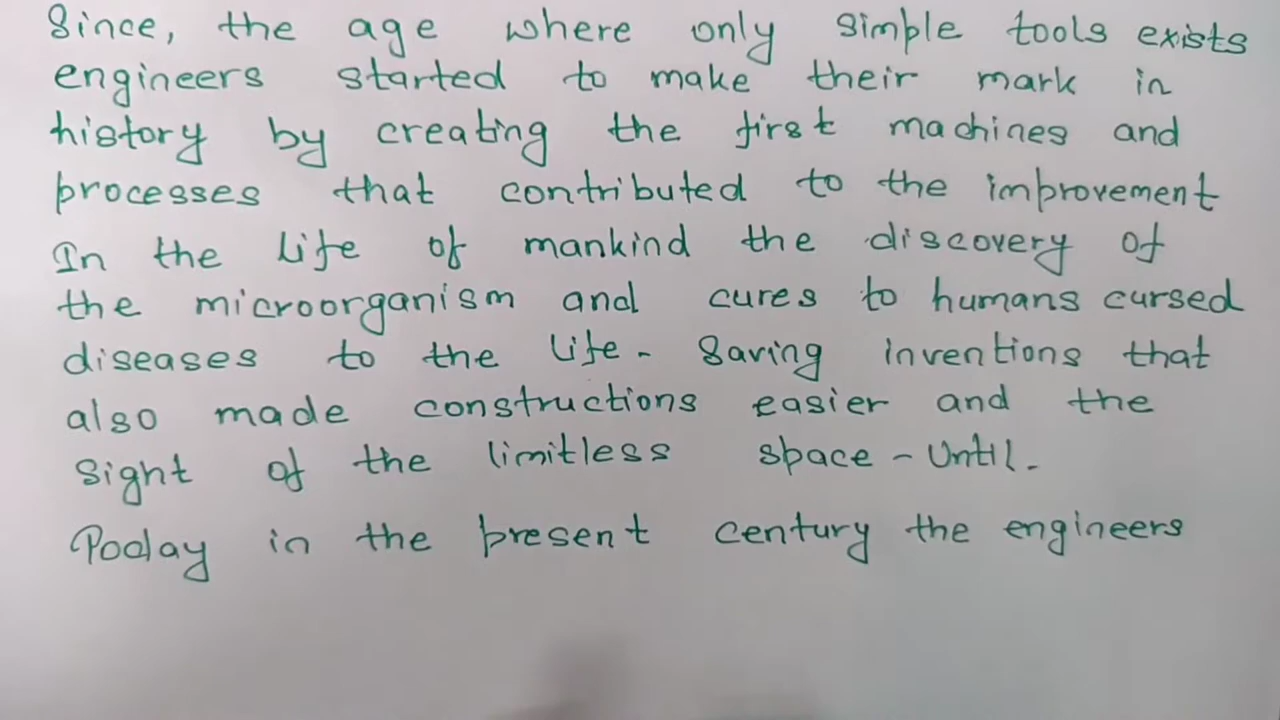 Since, the age where only simple tools exists
engineers started to make their mark in
history by creating the first machines and
processes that contributed to the improvement
In the life of mankind the discovery of
the microorganism and cures to humans cursed
diseases to the life - Saving inventions that
also made constructions easier and the
sight of the limitless space - Until -
Poday in the present century the engineers